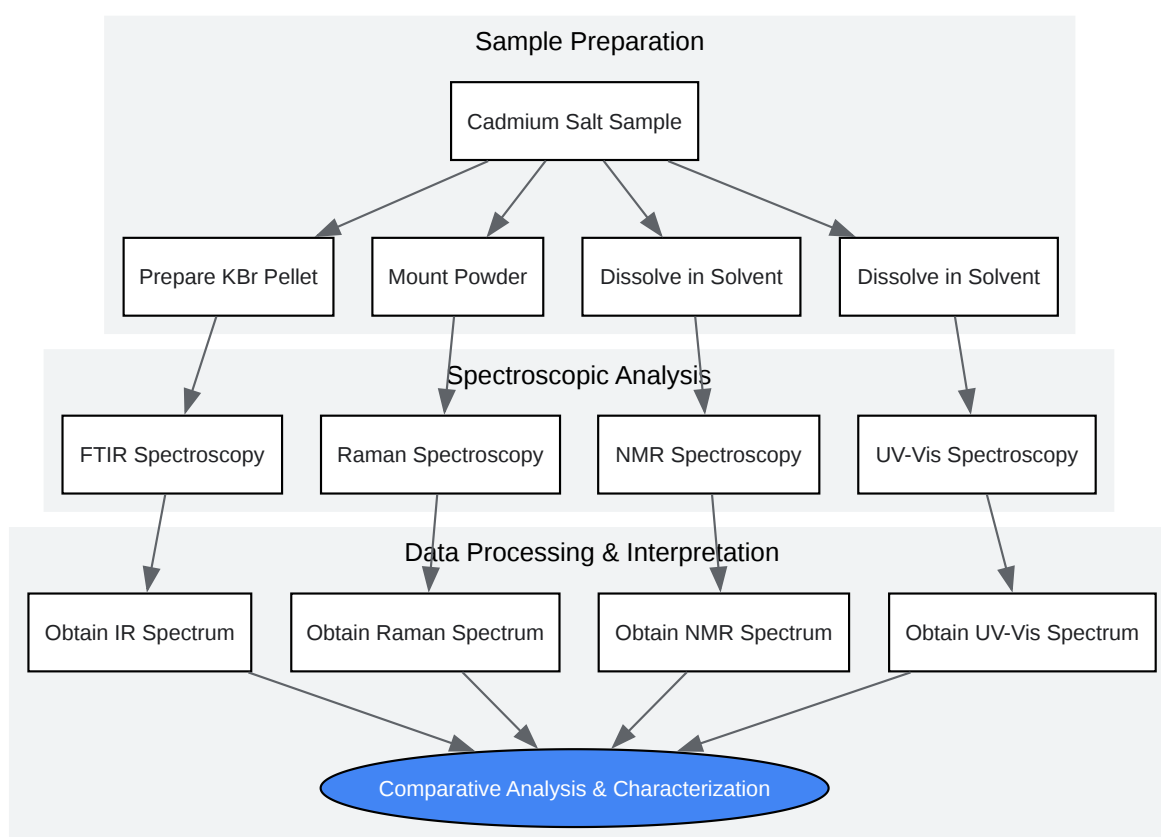 Sample Preparation
Cadmium Salt Sample
Prepare KBr Pellet
Mount Powder
Dissolve in Solvent
Dissolve in Solvent
Spectroscopic Analysis
FTIR Spectroscopy
Raman Spectroscopy
NMR Spectroscopy
UV-Vis Spectroscopy
Data Processing & Interpretation
Obtain IR Spectrum
Obtain Raman Spectrum
Obtain NMR Spectrum
Obtain UV-Vis Spectrum
Comparative Analysis & Characterization